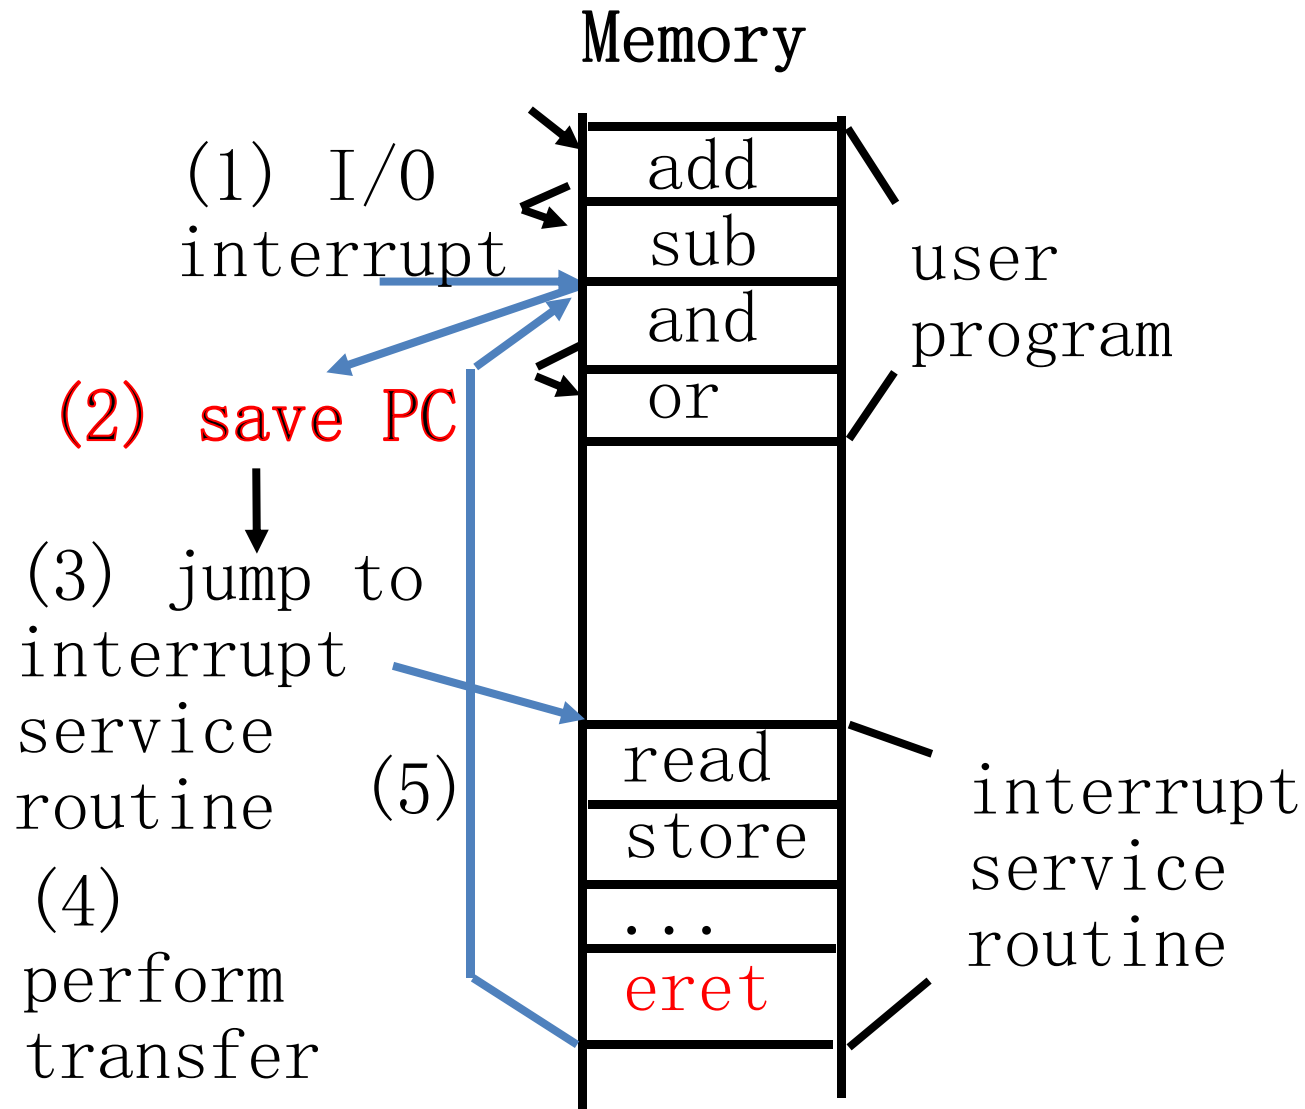 Memory
(1) I/O
interrupt
(2) save PC
(3) jump to
interrupt
service
routine
(4)
perform
transfer
(5)
add
sub
and
or
read
store
...
eret
user
program
interrupt
service
routine